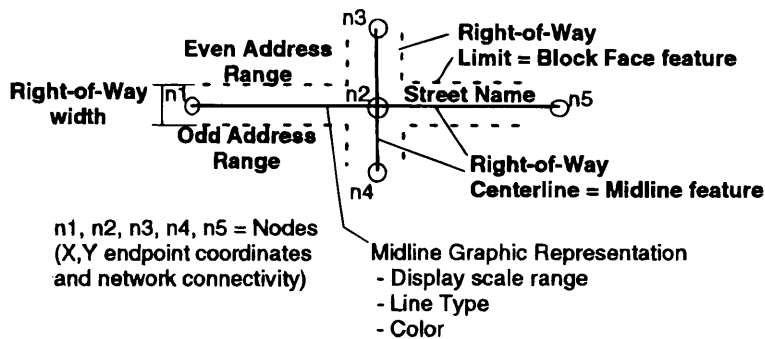 n3
Right-of-Way
Limit = Block Face feature
Even Address
Range
Right-of-Way
width
n1
n2
Street Name
n5
Odd Address
Range
n4
Right-of-Way
Centerline = Midline feature
n1, n2, n3, n4, n5 = Nodes
(X,Y endpoint coordinates
and network connectivity)
Midline Graphic Representation
- Display scale range
- Line Type
- Color